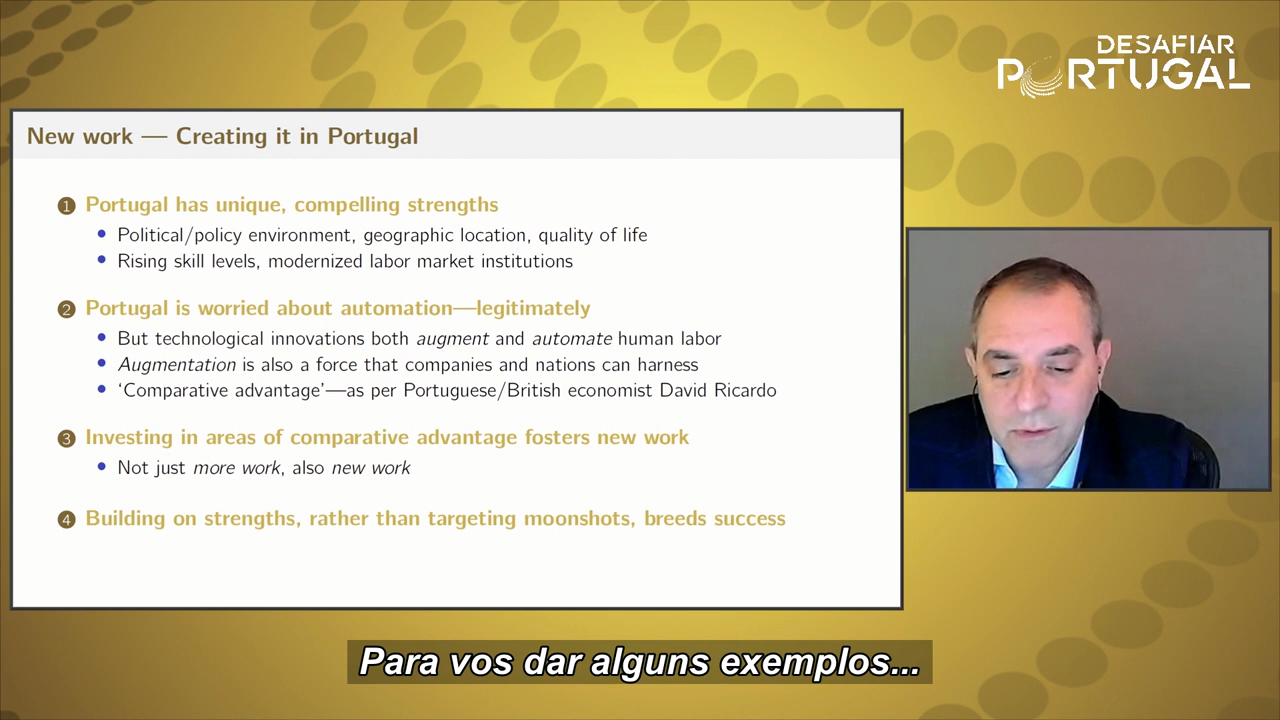 DESAFIAR
PORTUGAL
New work — Creating it in Portugal
1 Portugal has unique, compelling strengths
• Political/policy environment, geographic location, quality of life
• Rising skill levels, modernized labor market institutions
2 Portugal is worried about automation—legitimately
• But technological innovations both augment and automate human labor
• Augmentation is also a force that companies and nations can harness
• ‘Comparative advantage’—as per Portuguese/British economist David Ricardo
3 Investing in areas of comparative advantage fosters new work
• Not just more work, also new work
4 Building on strengths, rather than targeting moonshots, breeds success
Para vos dar alguns exemplos...